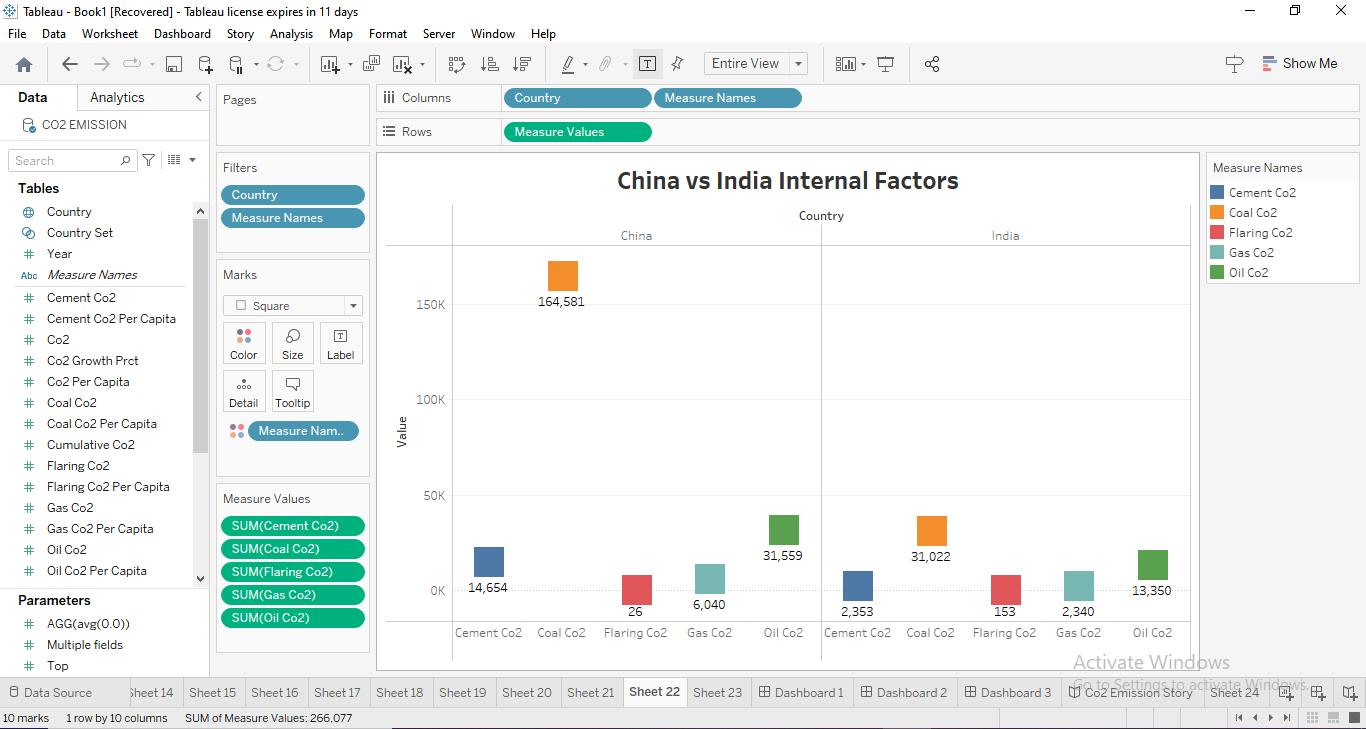 Tableau - Book1 [Recovered] - Tableau license expires in 11 days
File Data Worksheet Dashboard Story Analysis Map Format Server Window Help
Entire View
Show Me
Data Analytics
CO2 EMISSION
Search
Tables
Country
Country Set
Year
Abc Measure Names
Cement Co2
Cement Co2 Per Capita
Co2
Co2 Growth Prct
Co2 Per Capita
Coal Co2
Coal Co2 Per Capita
Cumulative Co2
Flaring Co2
Flaring Co2 Per Capita
Gas Co2
Gas Co2 Per Capita
Oil Co2
Oil Co2 Per Capita
Parameters
AGG(avg(0.0))
Multiple fields
Top
Pages
Filters
Country
Measure Names
Marks
Square
Color Size Label
Detail Tooltip
Measure Nam..
Measure Values
SUM(Cement Co2)
SUM(Coal Co2)
SUM(Flaring Co2)
SUM(Gas Co2)
SUM(Oil Co2)
Columns Country Measure Names
Rows Measure Values
China vs India Internal Factors
Country
China India
Value
150K
100K
50K
0K
164,581
14,654
26
6,040
31,559
2,353
31,022
153
2,340
13,350
Cement Co2 Coal Co2 Flaring Co2 Gas Co2 Oil Co2 Cement Co2 Coal Co2 Flaring Co2 Gas Co2 Oil Co2
Measure Names
Cement Co2
Coal Co2
Flaring Co2
Gas Co2
Oil Co2
Activate Windows
Go to Settings to activate Windows.
Data Source Sheet 14 Sheet 15 Sheet 16 Sheet 17 Sheet 18 Sheet 19 Sheet 20 Sheet 21 Sheet 22 Sheet 23 Dashboard 1 Dashboard 2 Dashboard 3 Co2 Emission Story Sheet 24
10 marks 1 row by 10 columns SUM of Measure Values: 266,077